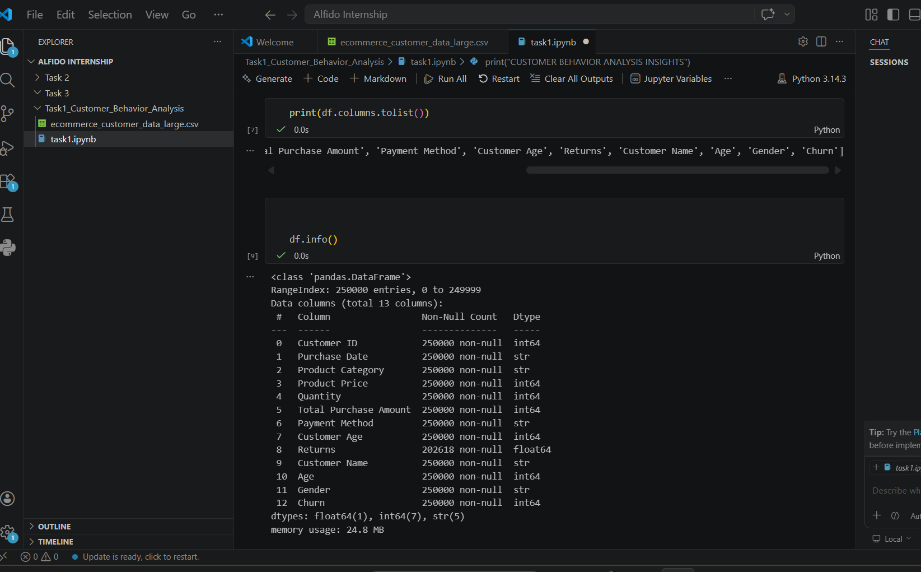 File Edit Selection View Go ··· Alfido Internship
EXPLORER ···
ALFIDO INTERNSHIP
Task 2
Task 3
Task1_Customer_Behavior_Analysis
ecommerce_customer_data_large.csv
task1.ipynb
OUTLINE
TIMELINE
Welcome ecommerce_customer_data_large.csv task1.ipynb ●
Task1_Customer_Behavior_Analysis > task1.ipynb > print("CUSTOMER BEHAVIOR ANALYSIS INSIGHTS")
Generate + Code + Markdown Run All Restart Clear All Outputs Jupyter Variables ··· Python 3.14.3
print(df.columns.tolist())
[7] 0.0s Python
al Purchase Amount', 'Payment Method', 'Customer Age', 'Returns', 'Customer Name', 'Age', 'Gender', 'Churn']
df.info()
[9] 0.0s Python
<class 'pandas.DataFrame'>
RangeIndex: 250000 entries, 0 to 249999
Data columns (total 13 columns):
# Column Non-Null Count Dtype
--- ------ -------------- -----
0 Customer ID 250000 non-null int64
1 Purchase Date 250000 non-null str
2 Product Category 250000 non-null str
3 Product Price 250000 non-null int64
4 Quantity 250000 non-null int64
5 Total Purchase Amount 250000 non-null int64
6 Payment Method 250000 non-null str
7 Customer Age 250000 non-null int64
8 Returns 202618 non-null float64
9 Customer Name 250000 non-null str
10 Age 250000 non-null int64
11 Gender 250000 non-null str
12 Churn 250000 non-null int64
dtypes: float64(1), int64(7), str(5)
memory usage: 24.8 MB
CHAT
SESSIONS
Tip: Try the Pl
before implem
+ task1.ip
Describe wh
+ Au
Local
0 0 Update is ready, click to restart.
1
1
1